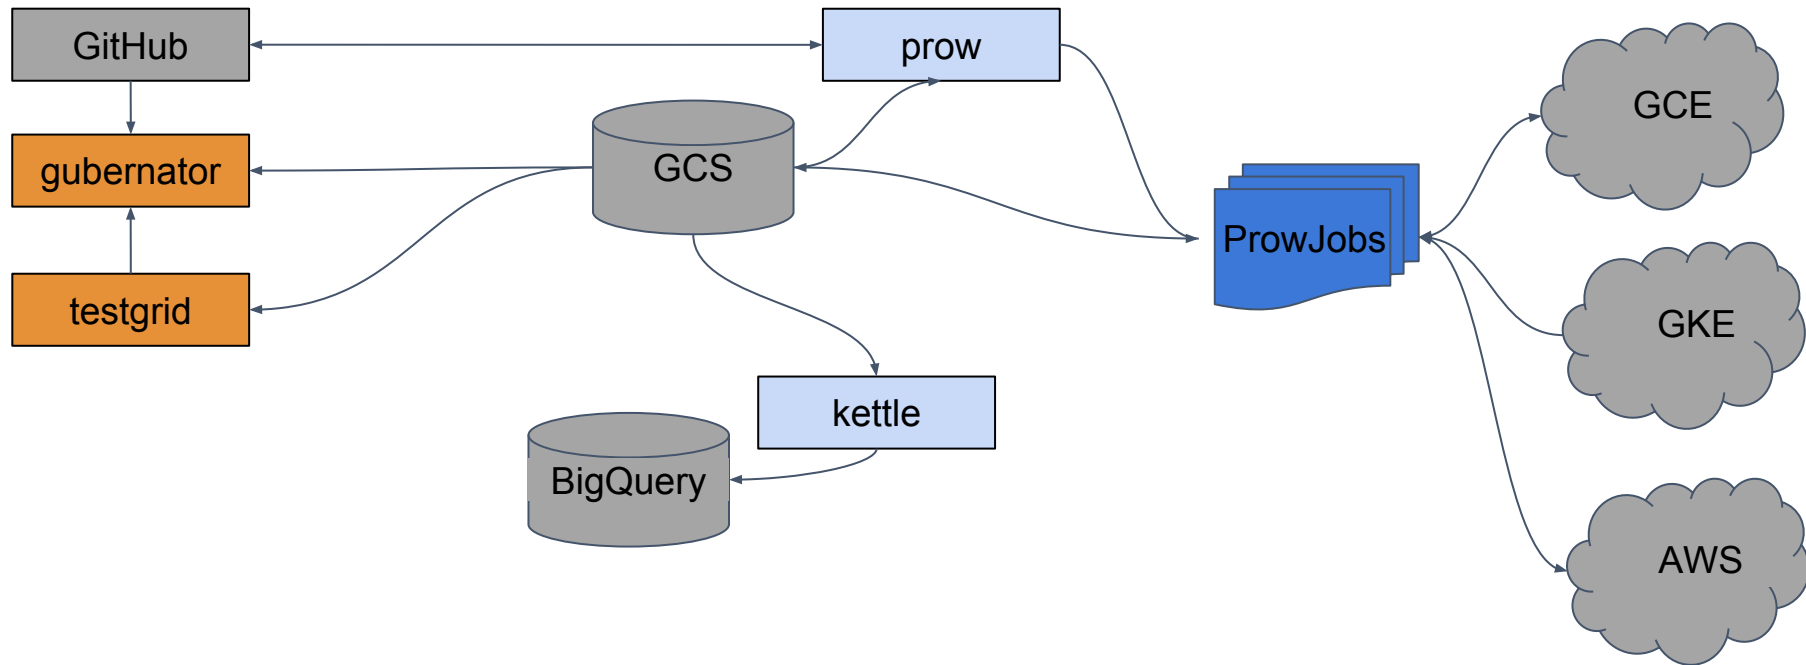 GitHub
prow
GCE
gubernator
GCS
ProwJobs
testgrid
GKE
kettle
BigQuery
AWS